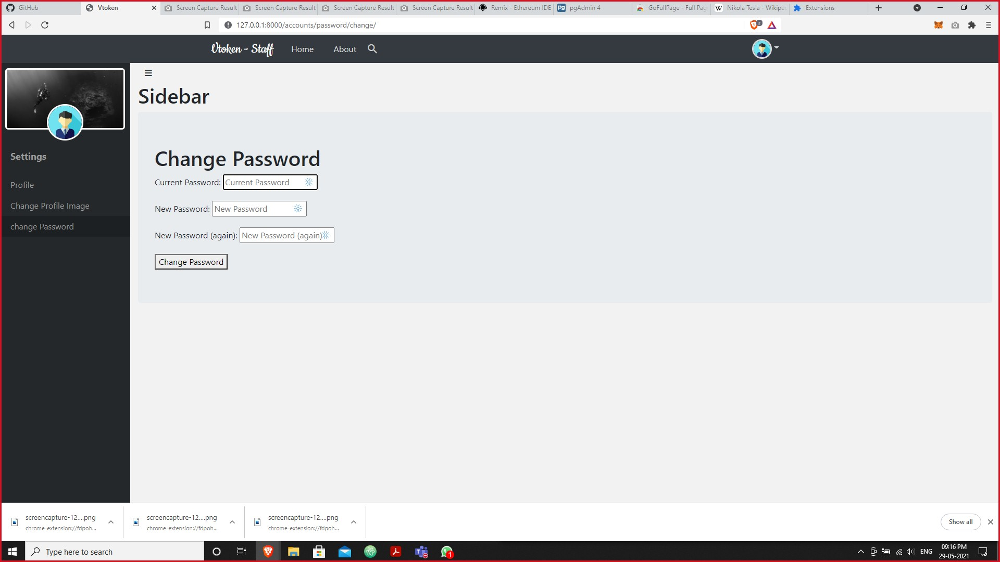 GitHub
Vtoken
Screen Capture Result
Screen Capture Result
Screen Capture Result
Screen Capture Result
Remix - Ethereum IDE
pgAdmin 4
GoFullPage - Full Pag
Nikola Tesla - Wikiped
Extensions
127.0.0.1:8000/accounts/password/change/
2
Vtoken - Staff
Home
About
Sidebar
Settings
Profile
Change Profile Image
change Password
Change Password
Current Password: Current Password
New Password: New Password
New Password (again): New Password (again)
Change Password
screencapture-12....png
chrome-extension://fdpoh...
screencapture-12....png
chrome-extension://fdpoh...
screencapture-12....png
chrome-extension://fdpoh...
Show all
Type here to search
1
ENG
09:16 PM
29-05-2021